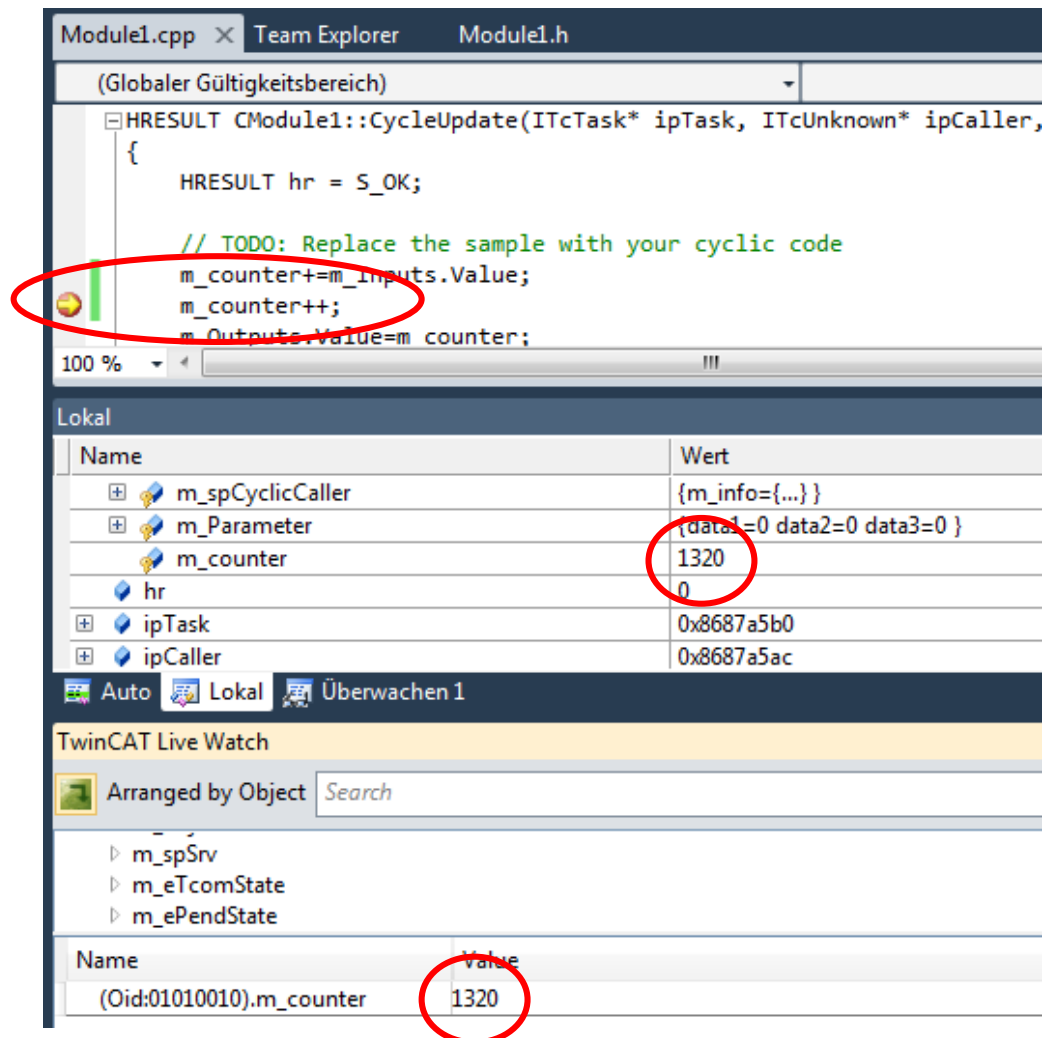 Module1.cpp Team Explorer Module1.h
(Globaler Gültigkeitsbereich)
HRESULT CModule1::CycleUpdate(ITcTask* ipTask, ITcUnknown* ipCaller,
{
HRESULT hr = S_OK;
// TODO: Replace the sample with your cyclic code
m_counter+=m_Inputs.Value;
m_counter++;
m_Outputs.Value=m_counter;
100 %
Lokal
Name Wert
m_spCyclicCaller {m_info={...} }
m_Parameter {data1=0 data2=0 data3=0 }
m_counter 1320
hr 0
ipTask 0x8687a5b0
ipCaller 0x8687a5ac
Auto Lokal Überwachen 1
TwinCAT Live Watch
Arranged by Object Search
m_spSrv
m_eTcomState
m_ePendState
Name Value
(Oid:01010010).m_counter 1320